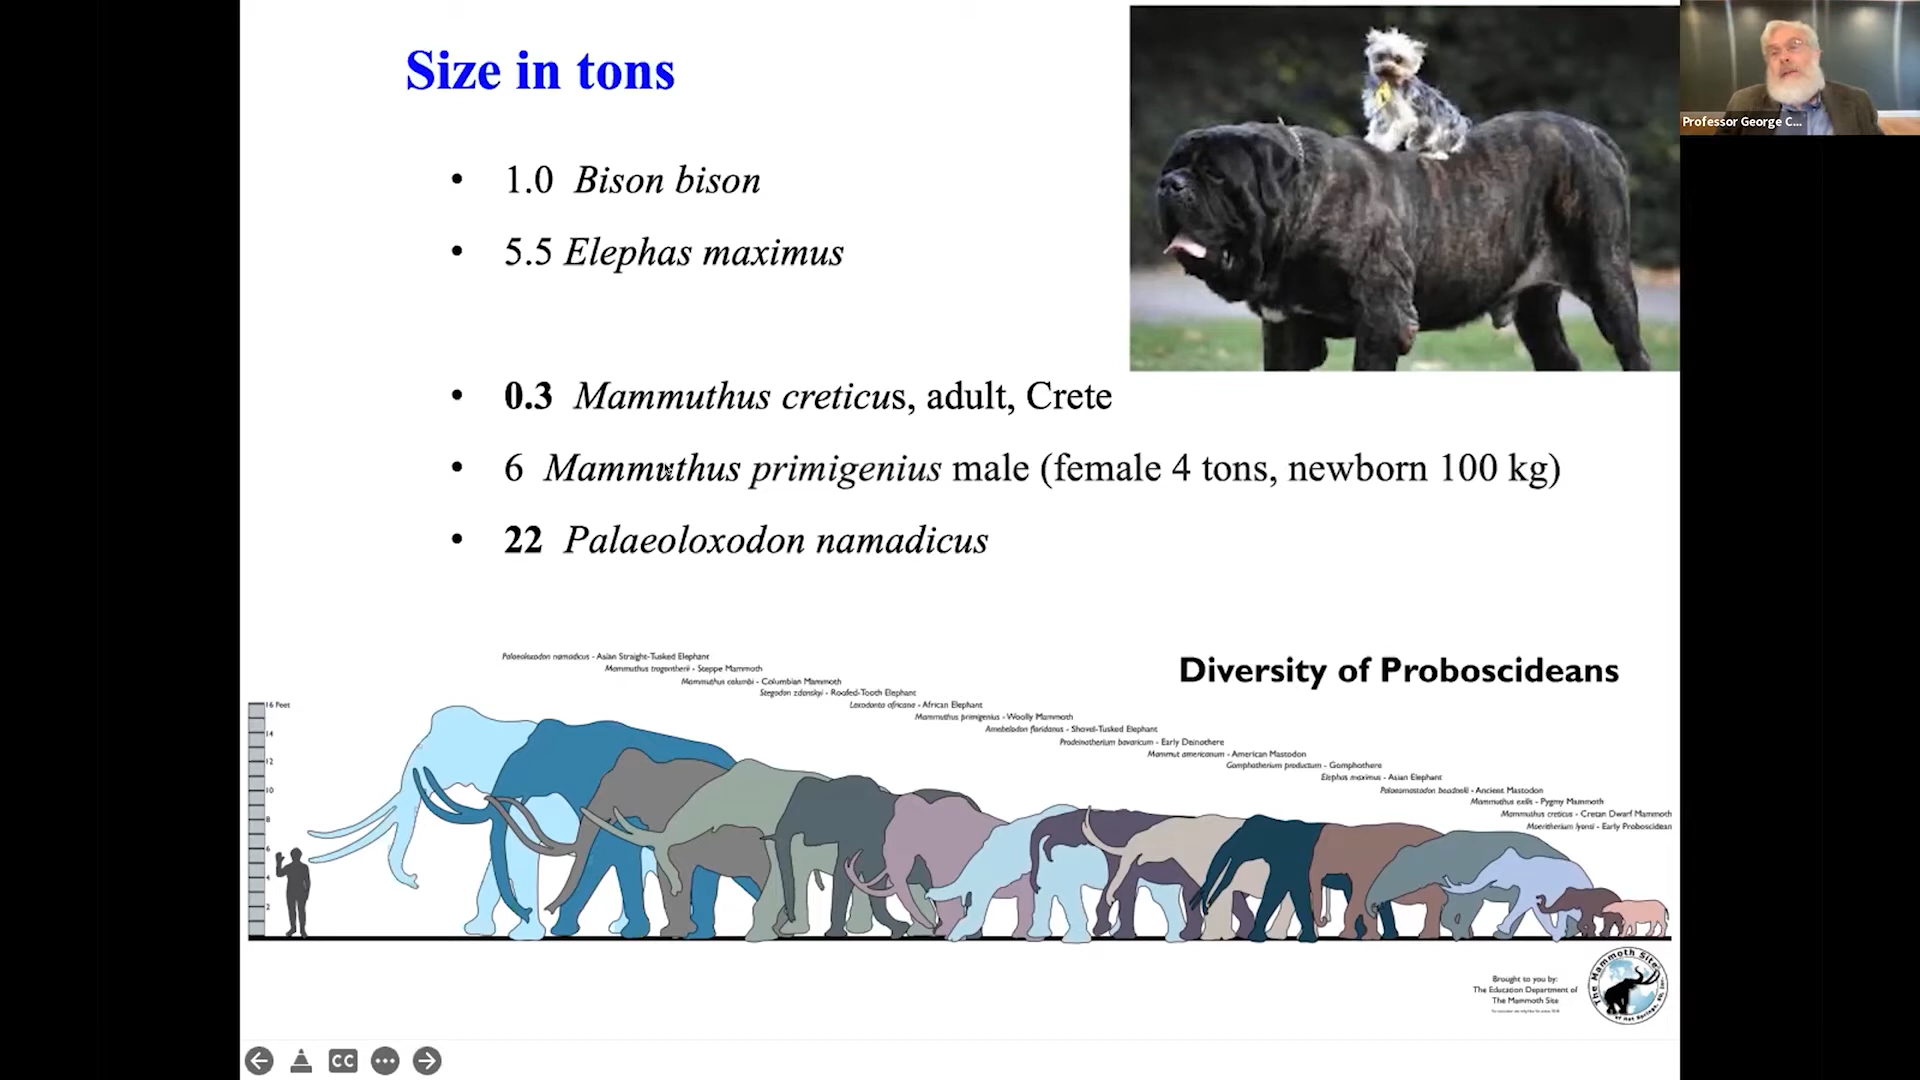 Size in tons
Professor George C...
• 1.0 Bison bison
• 5.5 Elephas maximus
• 0.3 Mammuthus creticus, adult, Crete
• 6 Mammuthus primigenius male (female 4 tons, newborn 100 kg)
• 22 Palaeoloxodon namadicus
Diversity of Proboscideans
Palaeoloxodon namadicus - Asian Straight-Tusked Elephant
Mammuthus trogontherii - Steppe Mammoth
Mammuthus columbi - Columbian Mammoth
Stegodon zdanskyi - Roofed-Tooth Elephant
Loxodonta africana - African Elephant
Mammuthus primigenius - Woolly Mammoth
Amebelodon floridanus - Shovel-Tusked Elephant
Prodeinotherium bavaricum - Early Deinothere
Mammut americanum - American Mastodon
Gomphotherium productum - Gomphothere
Elephas maximus - Asian Elephant
Palaeomastodon beadnelli - Ancient Mastodon
Mammuthus exilis - Pygmy Mammoth
Mammuthus creticus - Cretan Dwarf Mammoth
Moeritherium lyonsi - Early Proboscidean
16 Feet
14
12
10
8
6
4
2
Brought to you by:
The Education Department of
The Mammoth Site
The Mammoth Site
of Hot Springs, SD
CC